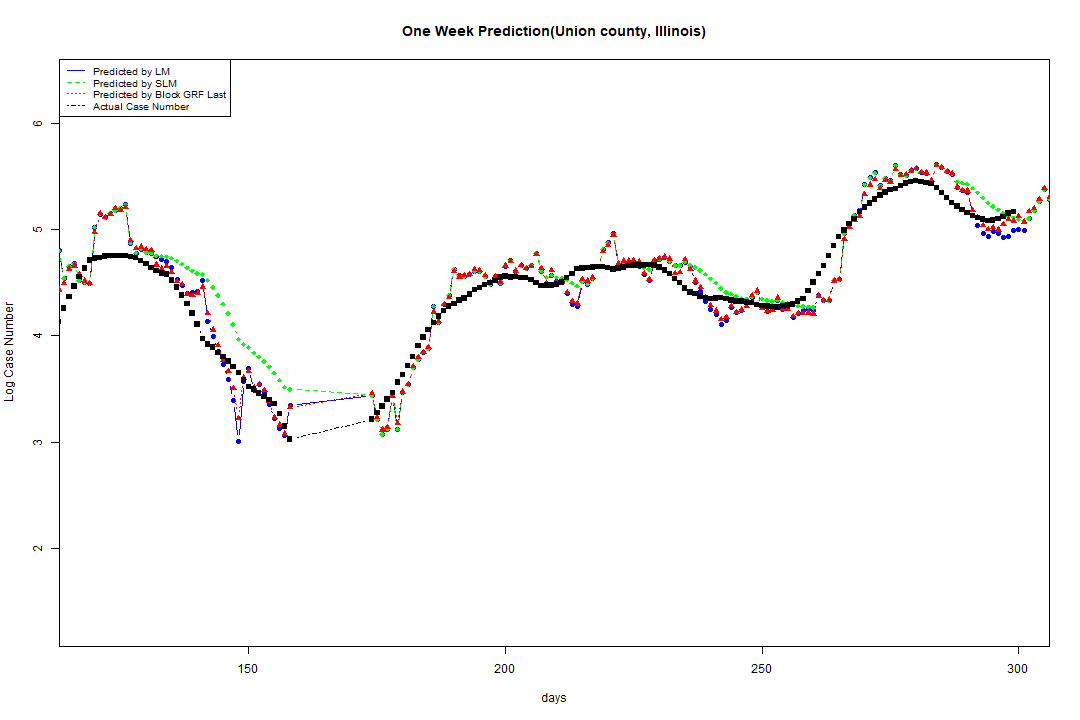 One Week Prediction(Union county, Illinois)
Predicted by LM
Predicted by SLM
Predicted by Block GRF Last
Actual Case Number
6
5
4
3
2
Log Case Number
150
200
250
300
days